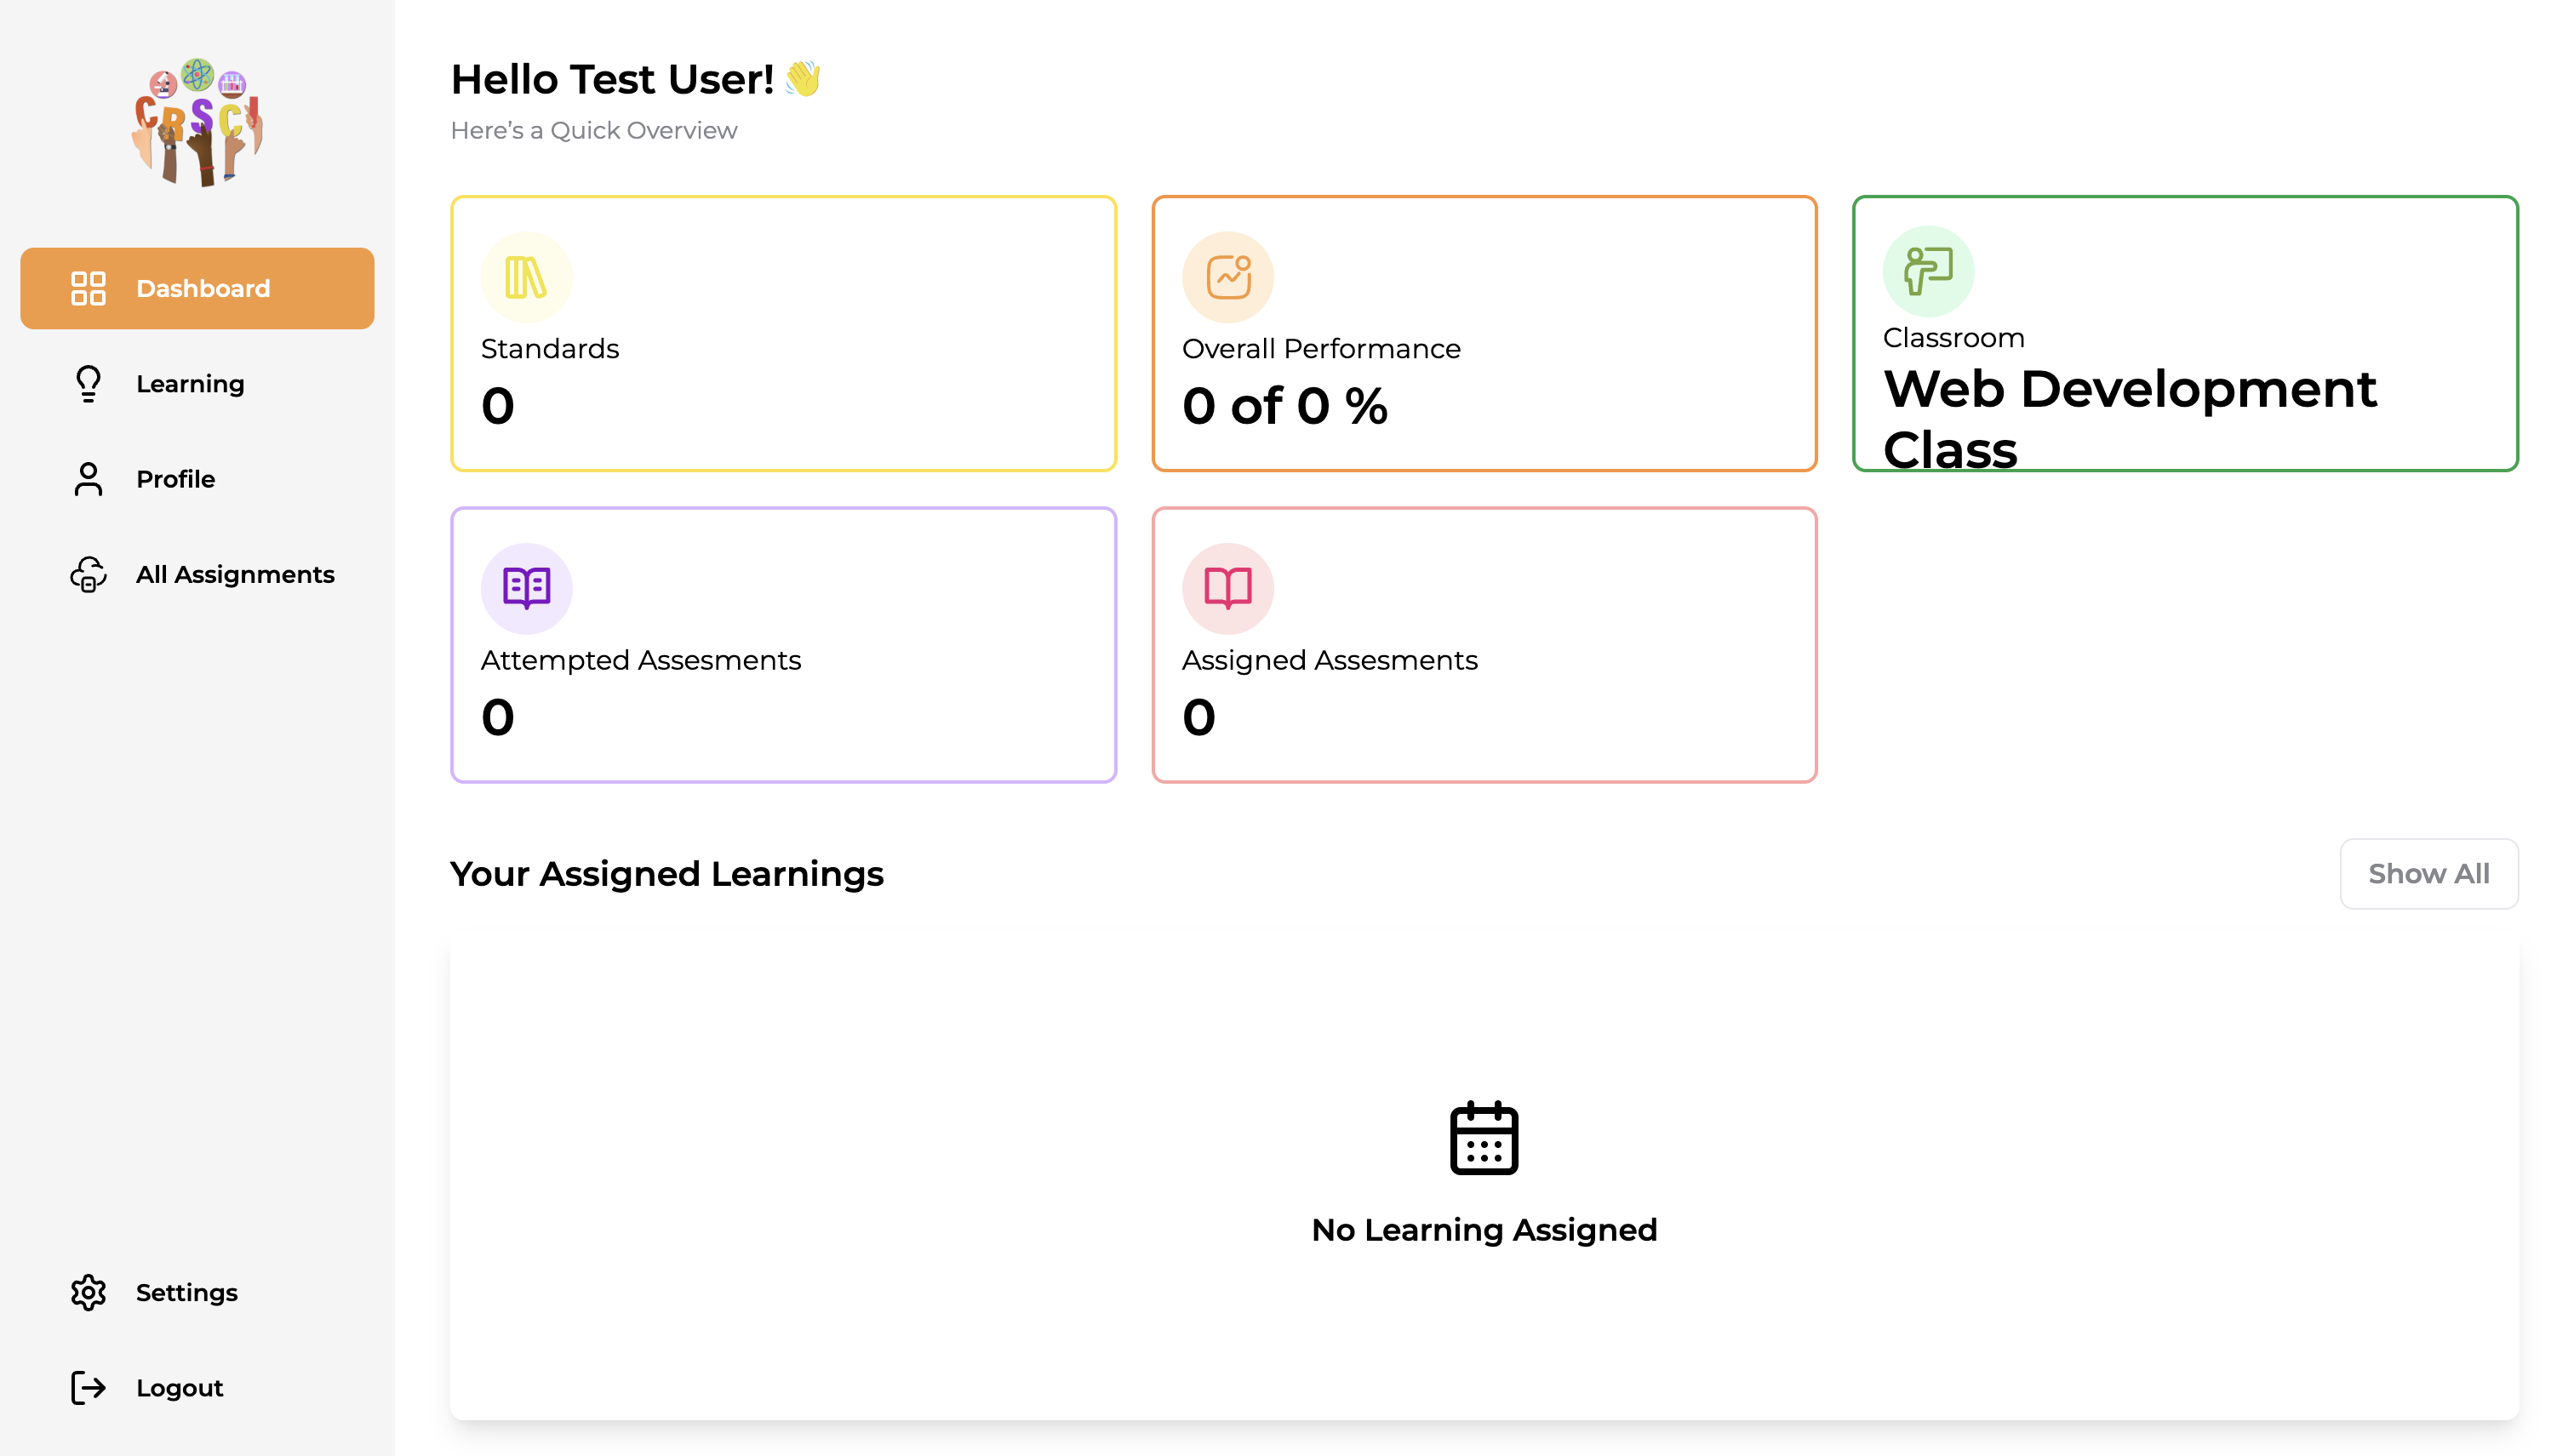 CRSCI
Dashboard
Learning
Profile
All Assignments
Settings
Logout
Hello Test User! 👋
Here’s a Quick Overview
Standards
0
Overall Performance
0 of 0 %
Classroom
Web Development
Class
Attempted Assesments
0
Assigned Assesments
0
Your Assigned Learnings
Show All
No Learning Assigned